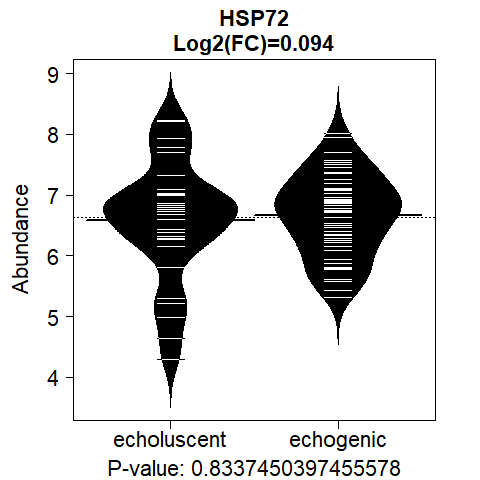 HSP72
Log2(FC)=0.094
Abundance
9
8
7
6
5
4
echoluscent
echogenic
P-value: 0.8337450397455578